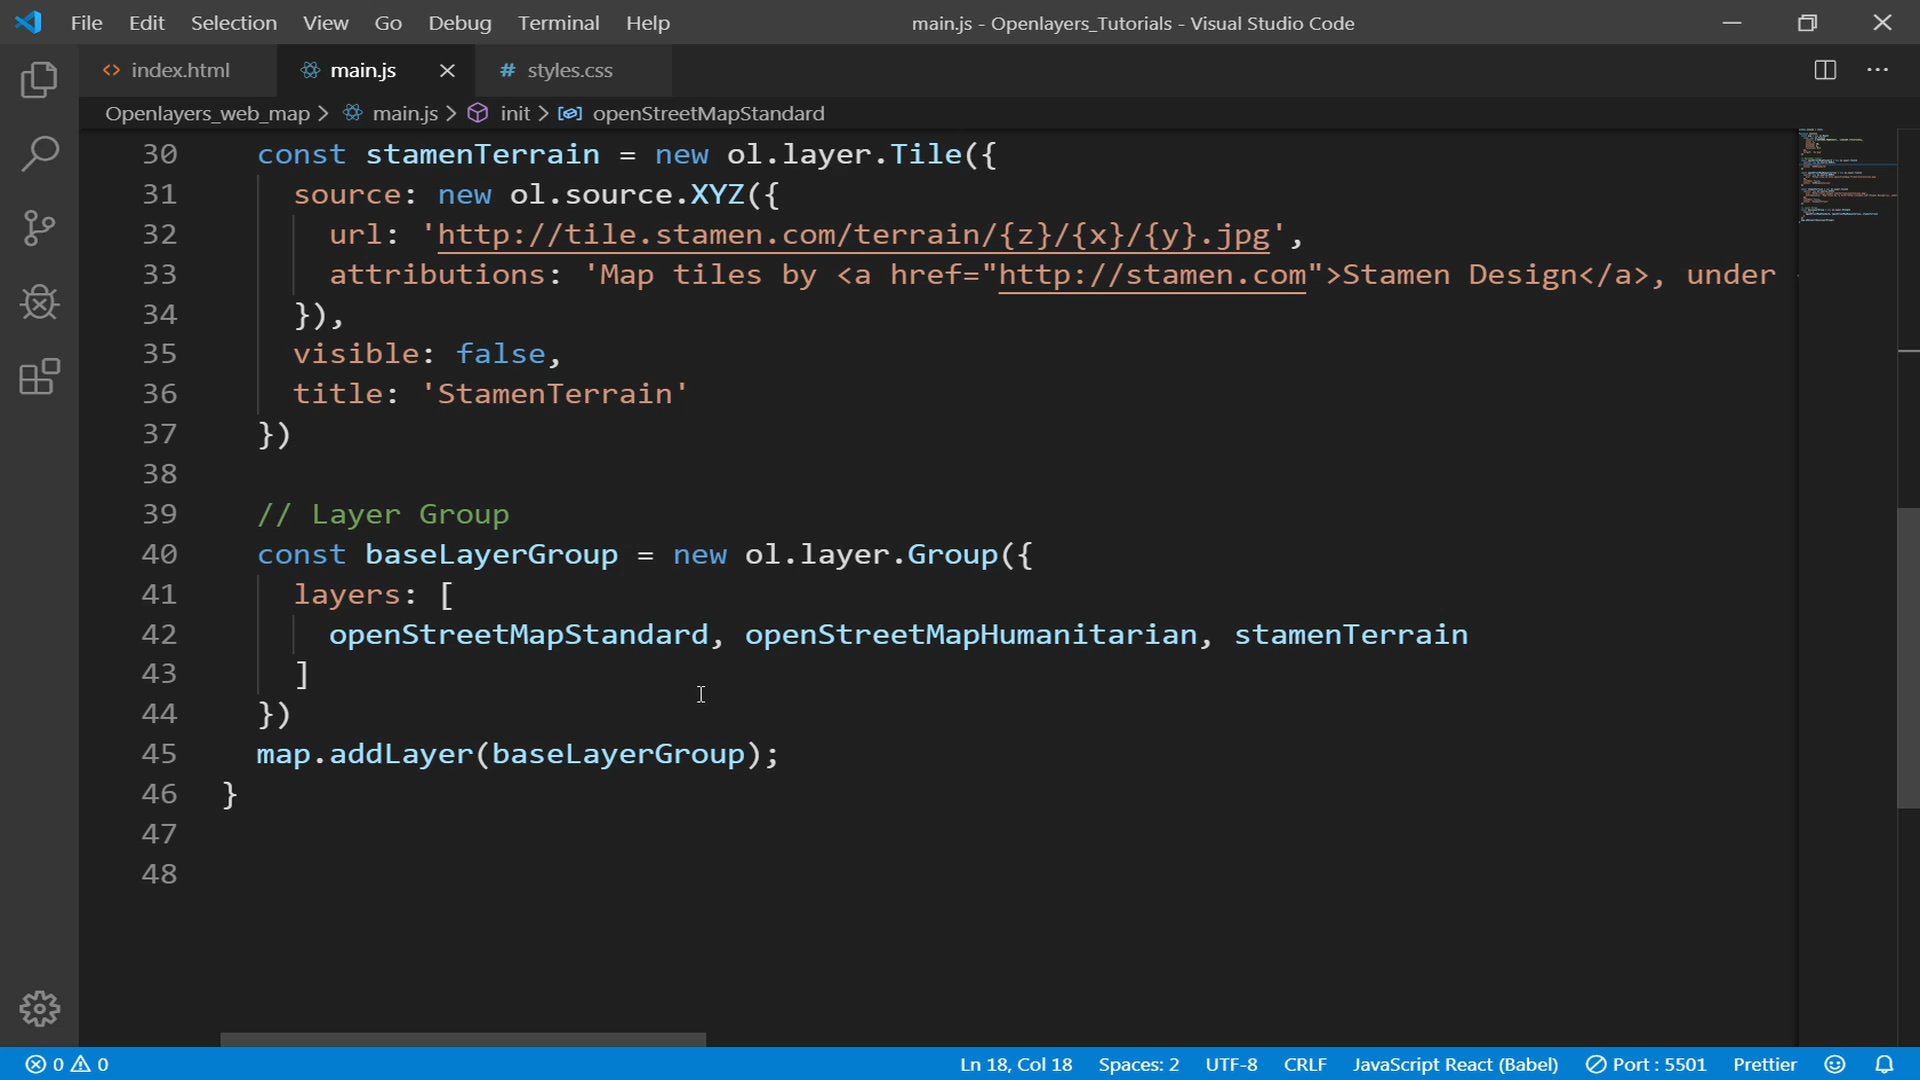 File Edit Selection View Go Debug Terminal Help main.js - Openlayers_Tutorials - Visual Studio Code
<> index.html main.js # styles.css
Openlayers_web_map > main.js > init > openStreetMapStandard
30 const stamenTerrain = new ol.layer.Tile({
31 source: new ol.source.XYZ({
32 url: 'http://tile.stamen.com/terrain/{z}/{x}/{y}.jpg',
33 attributions: 'Map tiles by <a href="http://stamen.com">Stamen Design</a>, under
34 }),
35 visible: false,
36 title: 'StamenTerrain'
37 })
38
39 // Layer Group
40 const baseLayerGroup = new ol.layer.Group({
41 layers: [
42 openStreetMapStandard, openStreetMapHumanitarian, stamenTerrain
43 ]
44 })
45 map.addLayer(baseLayerGroup);
46 }
47
48
0 0 Ln 18, Col 18 Spaces: 2 UTF-8 CRLF JavaScript React (Babel) Port : 5501 Prettier